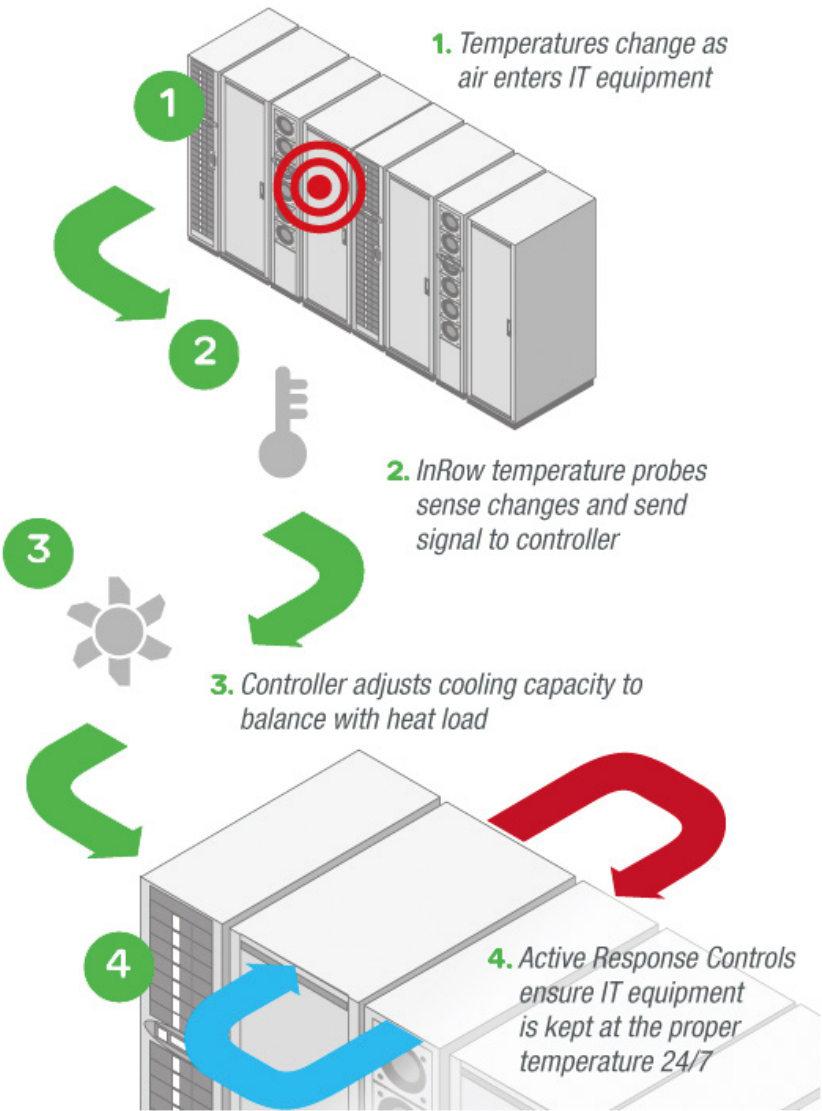 1. Temperatures change as
air enters IT equipment
1
2
2. InRow temperature probes
sense changes and send
signal to controller
3
3. Controller adjusts cooling capacity to
balance with heat load
4
4. Active Response Controls
ensure IT equipment
is kept at the proper
temperature 24/7